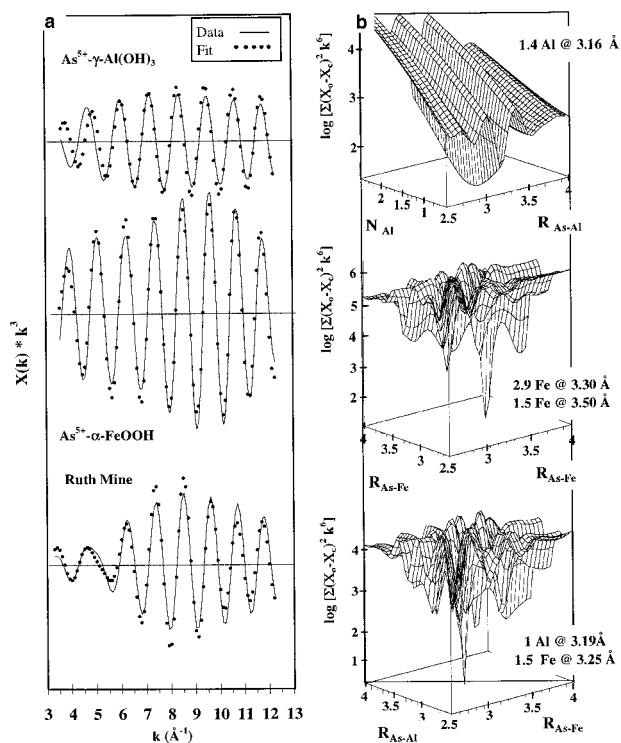 a
Data
Fit
As5+-γ-Al(OH)3
X(k) * k3
As5+-α-FeOOH
Ruth Mine
3 4 5 6 7 8 9 10 11 12 13
k (Å-1)
b
1.4 Al @ 3.16 Å
log [Σ(Xo-Xc)2 k6]
4
3
2
2 1.5 1
NAl
2.5 3 3.5 4
RAs-Al
log [Σ(Xo-Xc)2 k6]
6
5
4
3
2
2.9 Fe @ 3.30 Å
1.5 Fe @ 3.50 Å
4 3.5 3 2.5 3 3.5 4
RAs-Fe
RAs-Fe
log [Σ(Xo-Xc)2 k6]
4
3
2
1
1 Al @ 3.19Å
1.5 Fe @ 3.25 Å
4 3.5 3 2.5 3 3.5 4
RAs-Al
RAs-Fe